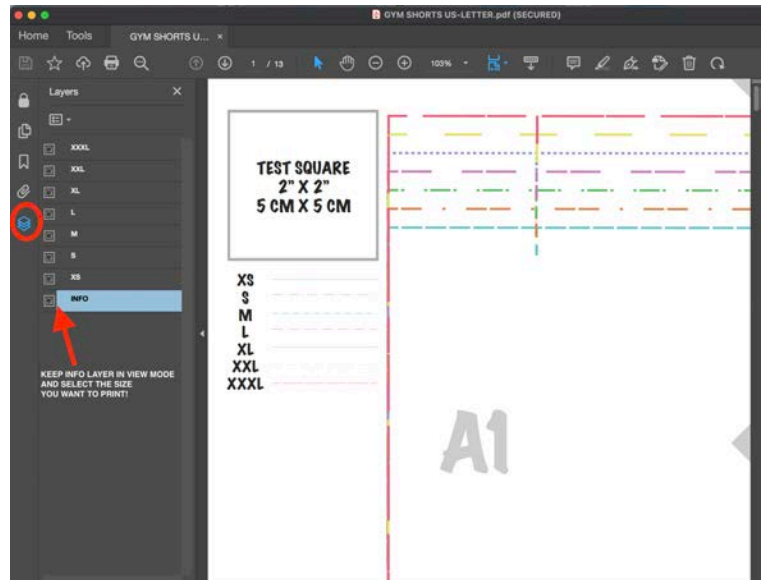 GYM SHORTS US-LETTER.pdf (SECURED)
Home Tools GYM SHORTS U... ×
1 / 13 103%
Layers ×
XXXL
XXL
XL
L
M
S
XS
INFO
KEEP INFO LAYER IN VIEW MODE
AND SELECT THE SIZE
YOU WANT TO PRINT!
TEST SQUARE
2" X 2"
5 CM X 5 CM
XS
S
M
L
XL
XXL
XXXL
A1